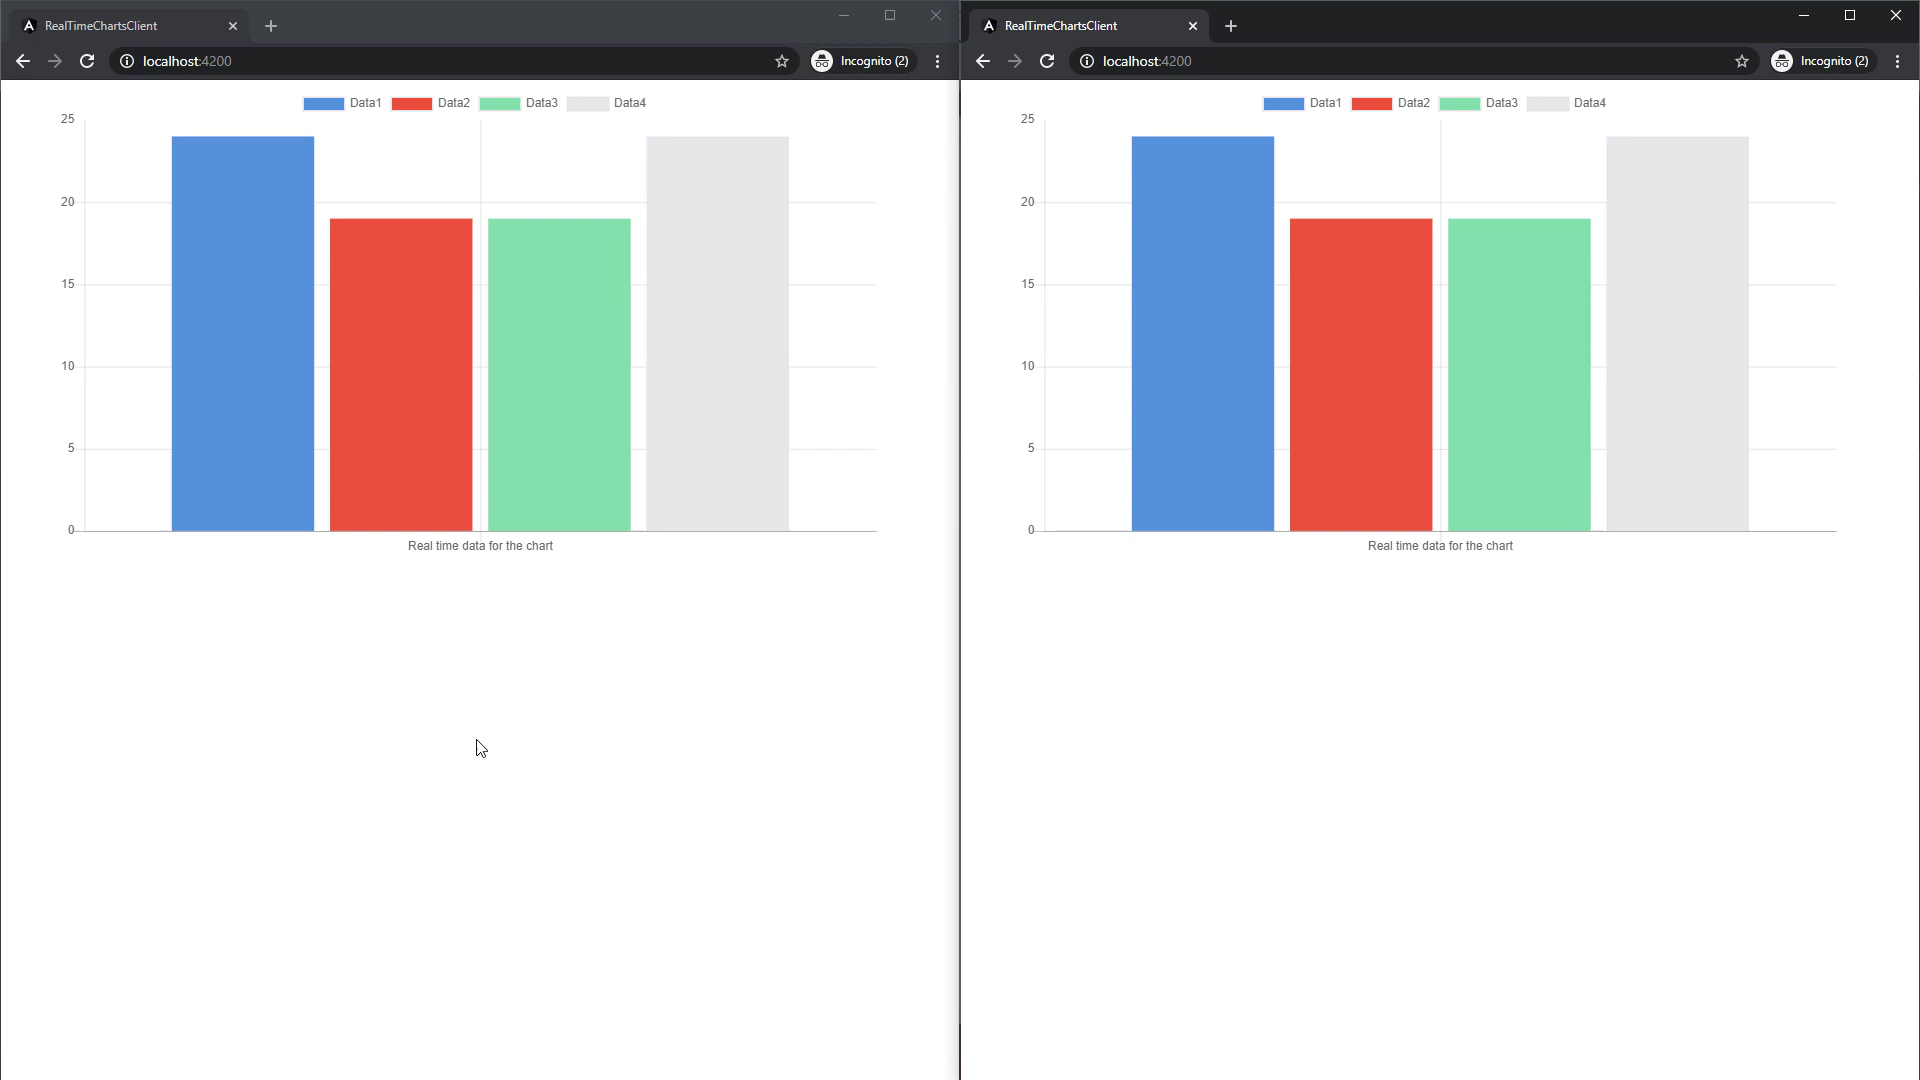 RealTimeChartsClient
localhost:4200
Incognito (2)
Data1 Data2 Data3 Data4
25
20
15
10
5
0
Real time data for the chart
RealTimeChartsClient
localhost:4200
Incognito (2)
Data1 Data2 Data3 Data4
25
20
15
10
5
0
Real time data for the chart